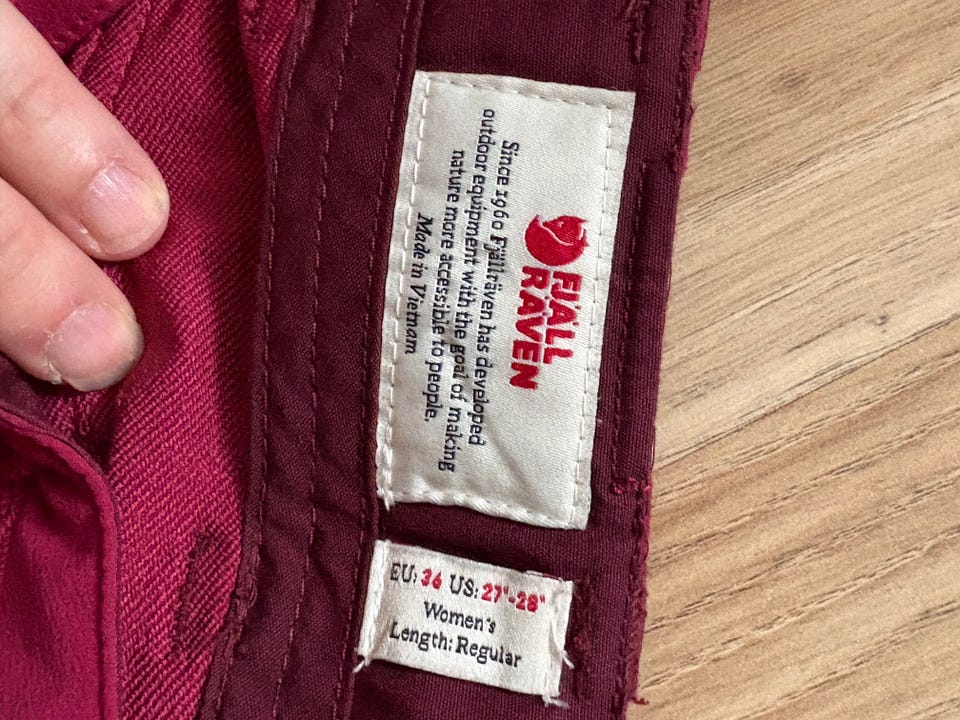 FJÄLL
RÄVEN
Since 1960 Fjällräven has developed
outdoor equipment with the goal of making
nature more accessible to people.
Made in Vietnam
EU: 36 US: 27"-28"
Women's
Length: Regular